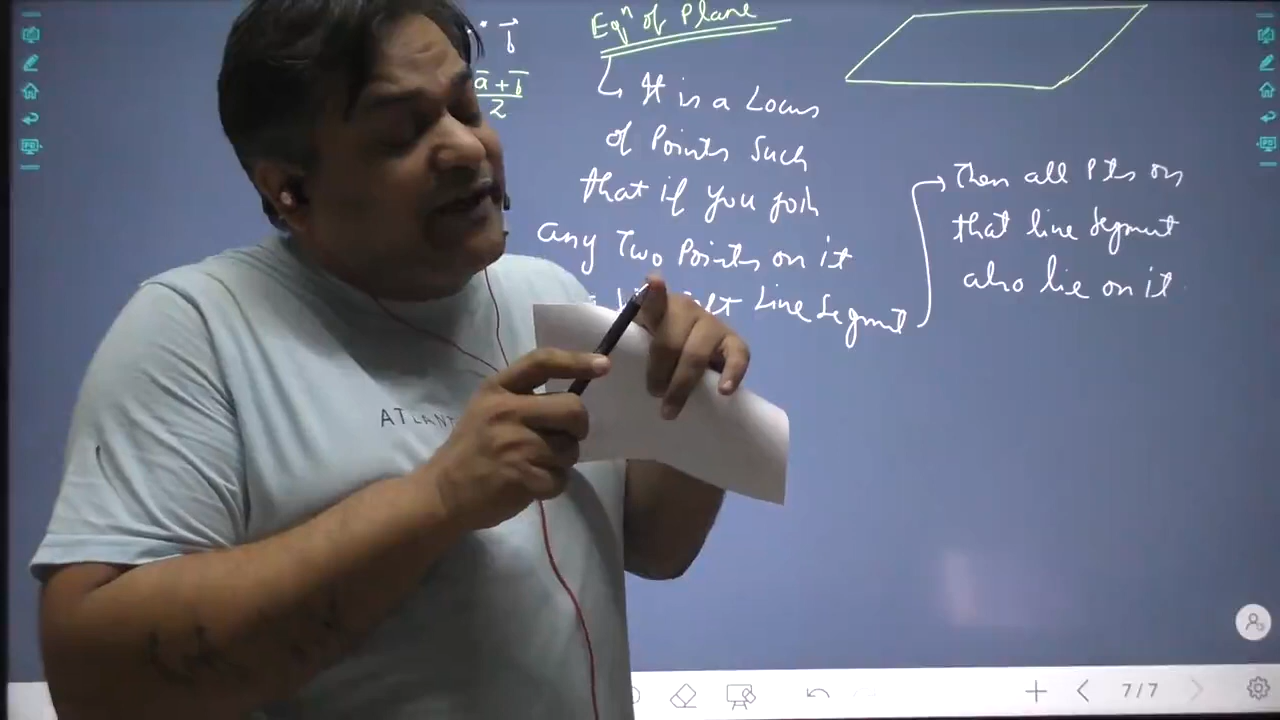 b
a + b
2
Eqⁿ of Plane
It is a Locus
of Points Such
that if you join
any Two Points on it
Line Segment
Then all Pts on
that line segment
also lie on it
ATLANT
7/7